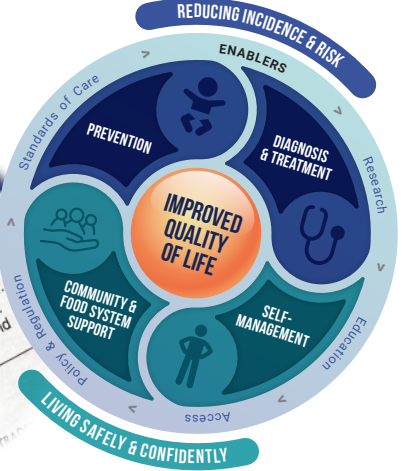 REDUCING INCIDENCE & RISK
ENABLERS
Standards of Care
Research
Education
Access
Policy & Regulation
PREVENTION
DIAGNOSIS
& TREATMENT
IMPROVED
QUALITY
OF LIFE
SELF-
MANAGEMENT
COMMUNITY &
FOOD SYSTEM
SUPPORT
LIVING SAFELY & CONFIDENTLY